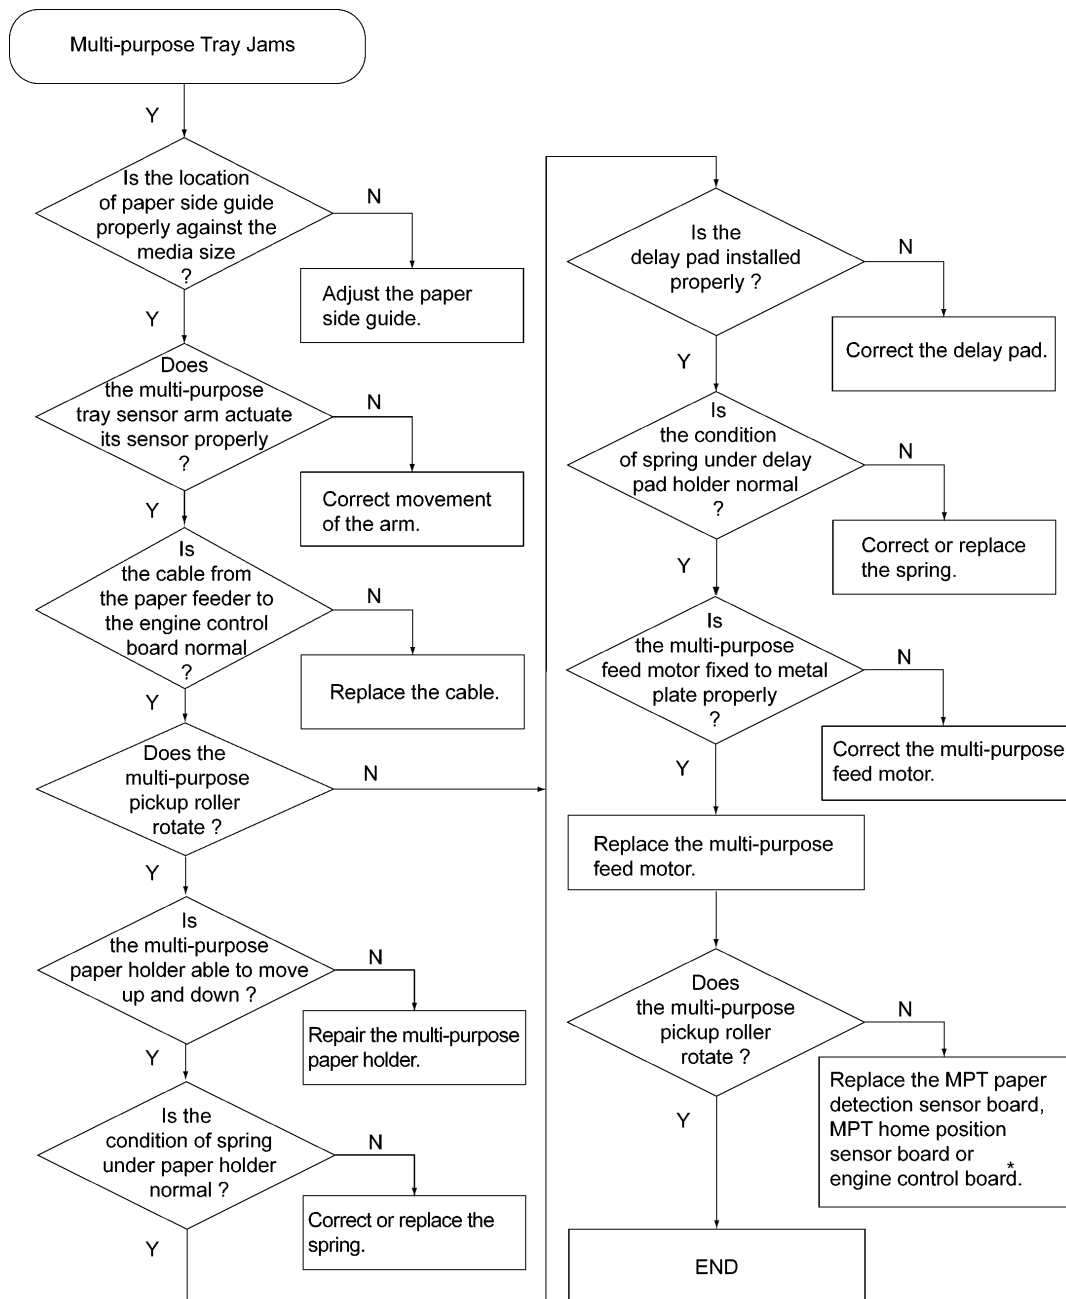 Multi-purpose Tray Jams
Y
Is the location
of paper side guide
properly against the
media size
?
N
Adjust the paper
side guide.
Y
Does
the multi-purpose
tray sensor arm actuate
its sensor properly
?
N
Correct movement
of the arm.
Y
Is
the cable from
the paper feeder to
the engine control
board normal
?
N
Replace the cable.
Y
Does the
multi-purpose
pickup roller
rotate ?
N
Y
Is
the multi-purpose
paper holder able to move
up and down ?
N
Repair the multi-purpose
paper holder.
Y
Is the
condition of spring
under paper holder
normal ?
N
Correct or replace the
spring.
Y
Is the
delay pad installed
properly ?
N
Correct the delay pad.
Y
Is
the condition
of spring under delay
pad holder normal
?
N
Correct or replace
the spring.
Y
Is
the multi-purpose
feed motor fixed to metal
plate properly
?
N
Correct the multi-purpose
feed motor.
Y
Replace the multi-purpose
feed motor.
Does
the multi-purpose
pickup roller
rotate ?
N
Replace the MPT paper
detection sensor board,
MPT home position
sensor board or
engine control board.*
Y
END